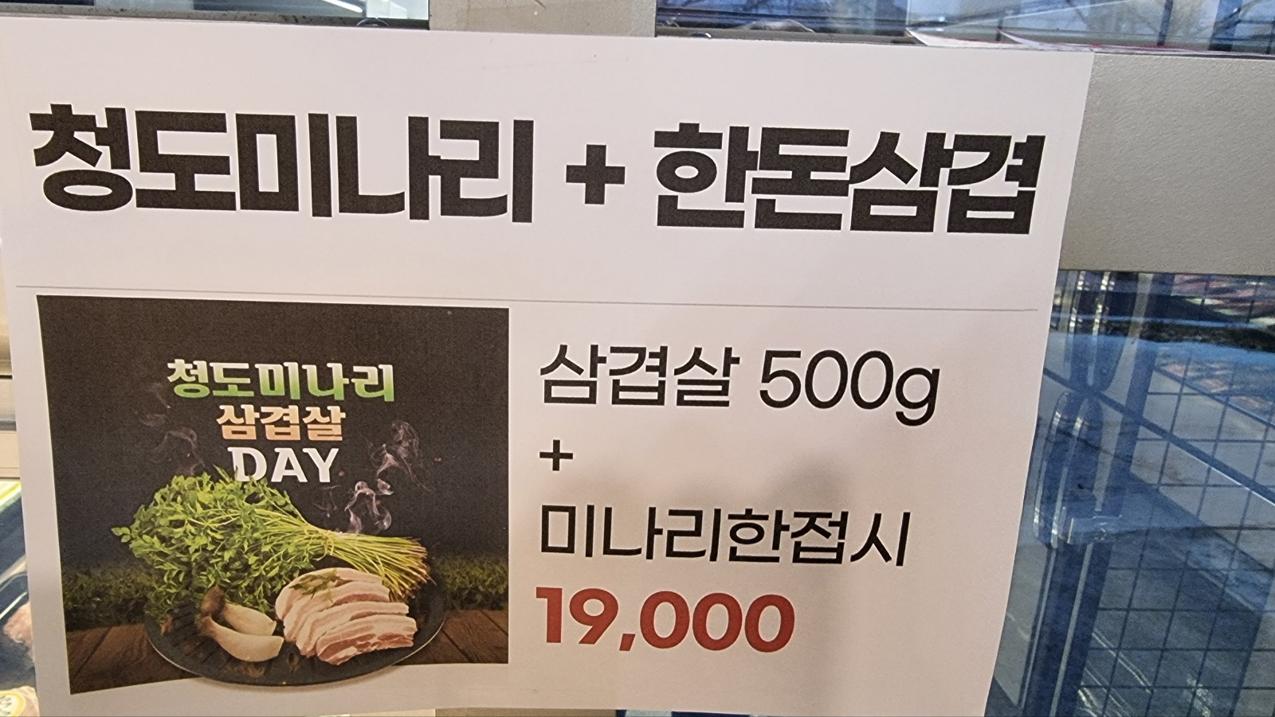 청도미나리 + 한돈삼겹
청도미나리
삼겹살
DAY
삼겹살 500g
+
미나리한접시
19,000